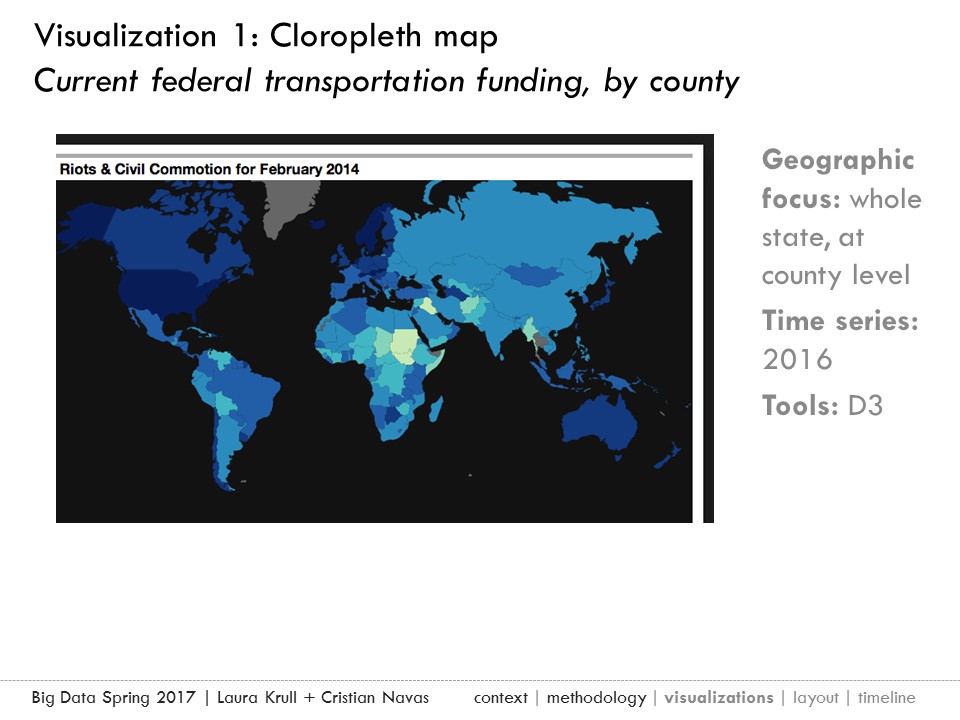 Visualization 1: Cloropleth map
Current federal transportation funding, by county
Riots & Civil Commotion for February 2014
Geographic
focus: whole
state, at
county level
Time series:
2016
Tools: D3
Big Data Spring 2017 | Laura Krull + Cristian Navas context | methodology | visualizations | layout | timeline